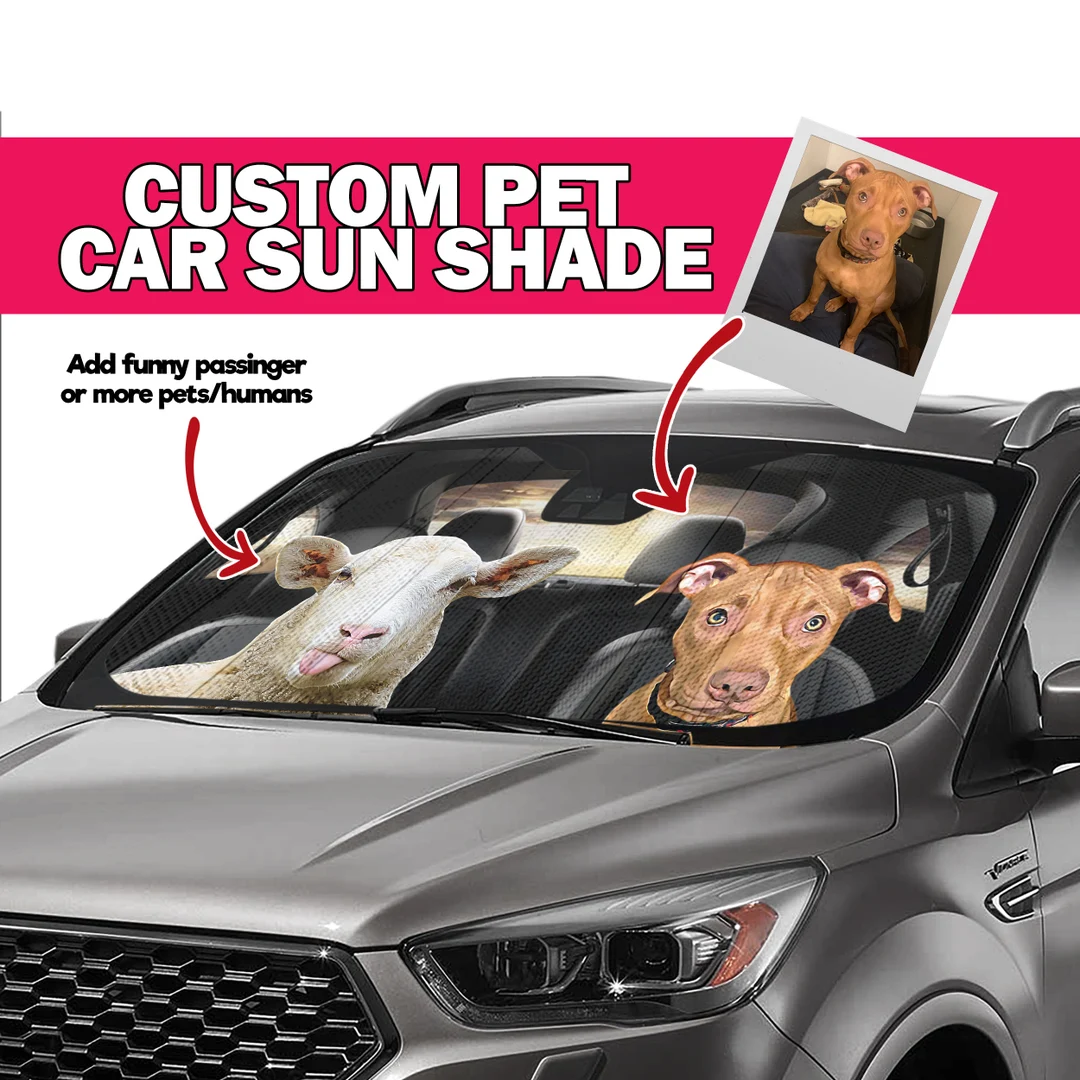 CUSTOM PET
CAR SUN SHADE
Add funny passinger
or more pets/humans